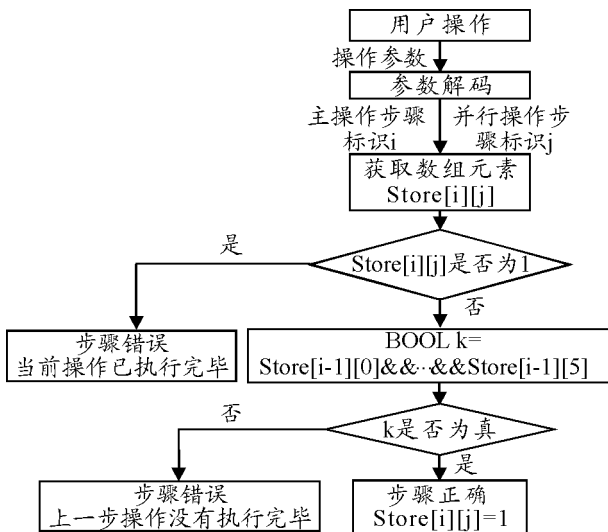 用户操作
操作参数
参数解码
主操作步骤 并行操作步
标识i 骤标识j
获取数组元素
Store[i][j]
是
Store[i][j]是否为1
否
步骤错误
当前操作已执行完毕
BOOL k=
Store[i-1][0]&&··&&Store[i-1][5]
否
k是否为真
是
步骤错误
上一步操作没有执行完毕
步骤正确
Store[i][j]=1